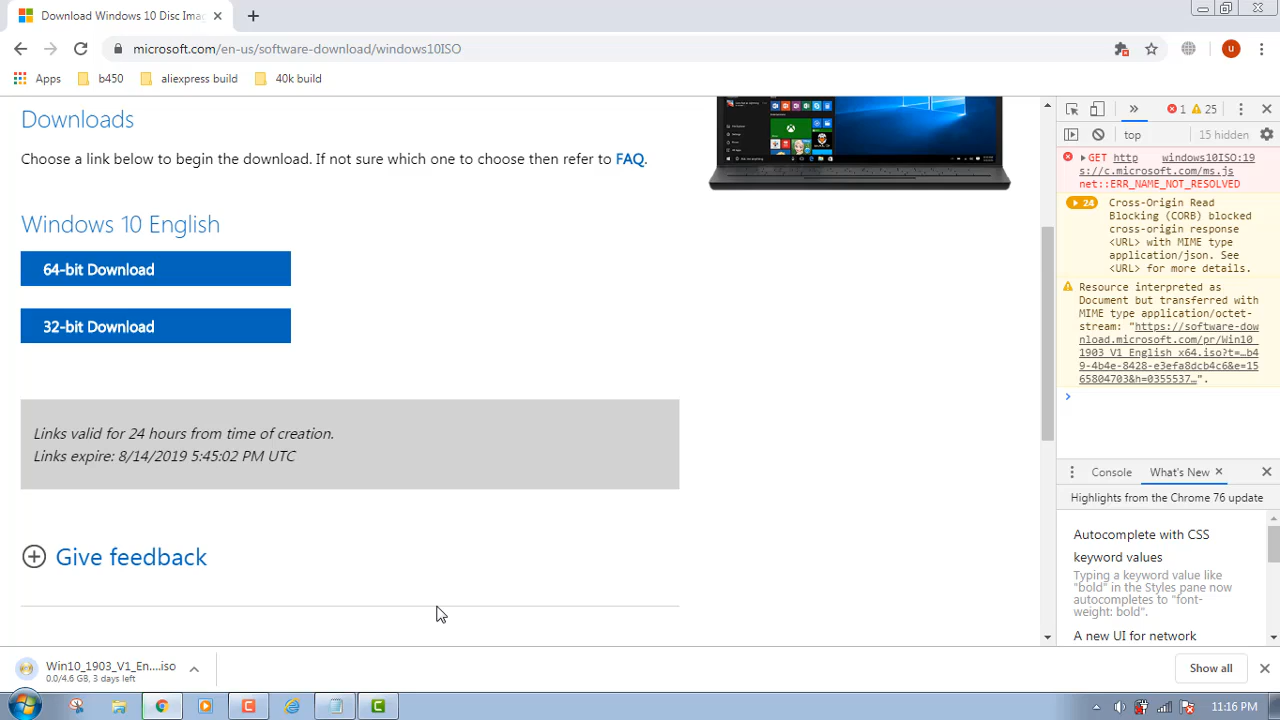 Download Windows 10 Disc Ima
microsoft.com/en-us/software-download/windows10ISO
u
Apps
b450
aliexpress build
40k build
Downloads
Choose a link below to begin the download. If not sure which one to choose then refer to FAQ.
Windows 10 English
64-bit Download
32-bit Download
Links valid for 24 hours from time of creation.
Links expire: 8/14/2019 5:45:02 PM UTC
Give feedback
1 25
top
15 hidden
GET http windows10ISO:19
s://c.microsoft.com/ms.js
net::ERR_NAME_NOT_RESOLVED
24 Cross-Origin Read
Blocking (CORB) blocked
cross-origin response
<URL> with MIME type
application/json. See
<URL> for more details.
Resource interpreted as
Document but transferred with
MIME type application/octet-
stream: "https://software-dow
nload.microsoft.com/pr/Win10_
1903_V1_English_x64.iso?t=…b4
9-4b4e-8428-e3efa8dcb4c6&e=15
65804703&h=0355537…".
Console
What's New
Highlights from the Chrome 76 update
Autocomplete with CSS
keyword values
Typing a keyword value like
"bold" in the Styles pane now
autocompletes to "font-
weight: bold".
A new UI for network
Win10_1903_V1_En....iso
0.0/4.6 GB, 3 days left
Show all
11:16 PM